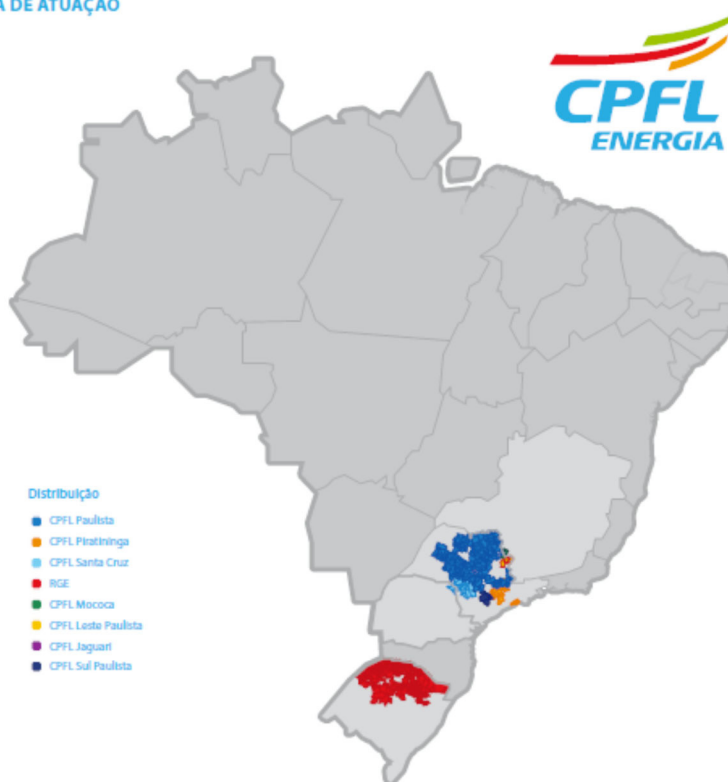 A DE ATUAÇÃO
CPFL
ENERGIA
Distribuição
CPFL Paulista
CPFL Piratininga
CPFL Santa Cruz
RGE
CPFL Mococa
CPFL Leste Paulista
CPFL Jaguari
CPFL Sul Paulista